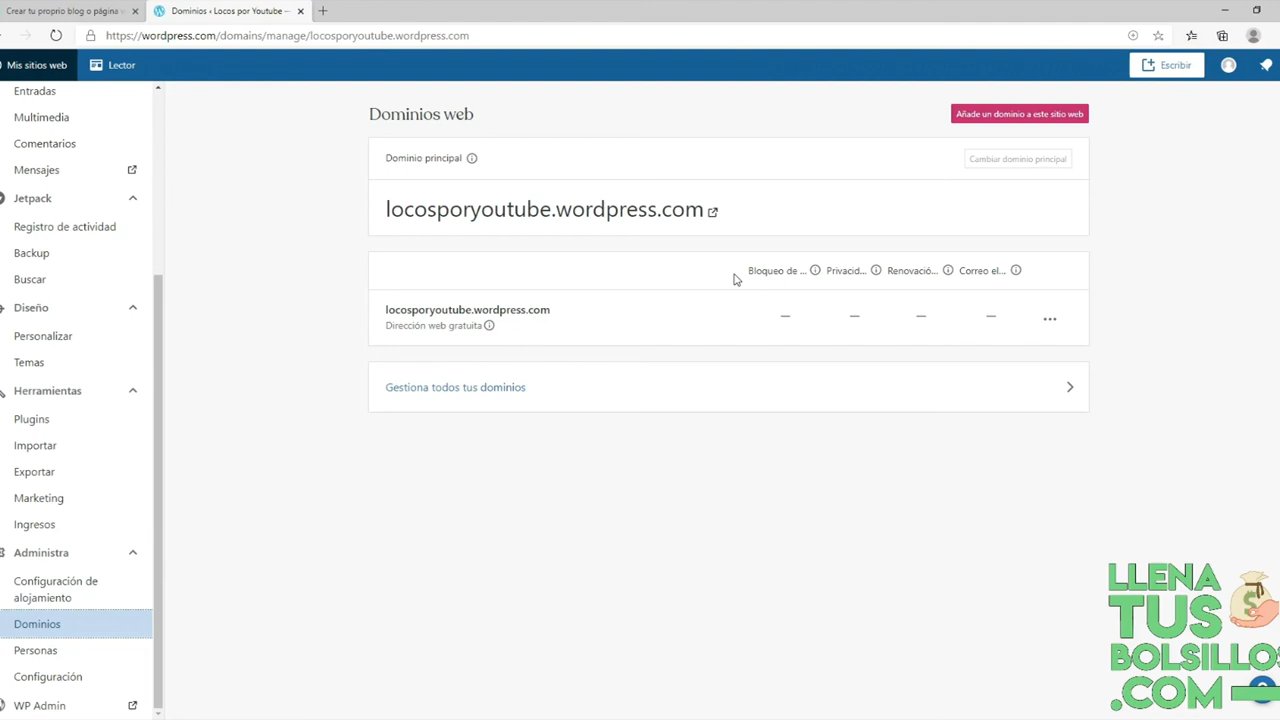 Crear tu proprio blog o página w
Dominios ‹ Locos por Youtube —
https://wordpress.com/domains/manage/locosporyoutube.wordpress.com
Mis sitios web
Lector
Escribir
Entradas
Multimedia
Comentarios
Mensajes
Jetpack
Registro de actividad
Backup
Buscar
Diseño
Personalizar
Temas
Herramientas
Plugins
Importar
Exportar
Marketing
Ingresos
Administra
Configuración de
alojamiento
Dominios
Personas
Configuración
WP Admin
Dominios web
Añade un dominio a este sitio web
Dominio principal
Cambiar dominio principal
locosporyoutube.wordpress.com
Bloqueo de ... Privacid... Renovació... Correo el...
locosporyoutube.wordpress.com
Dirección web gratuita
Gestiona todos tus dominios
LLENA
TUS
BOLSILLOS
.COM